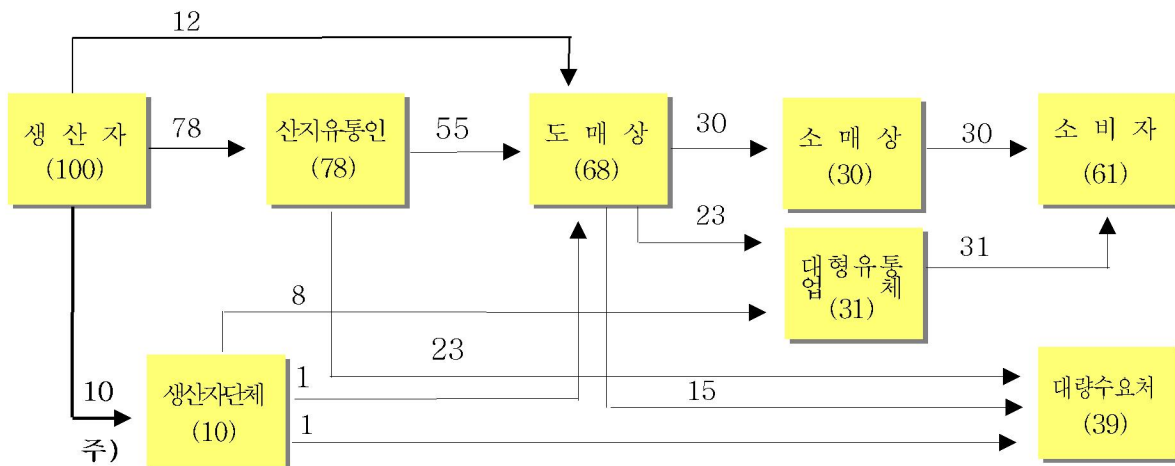 12
생 산 자
(100)
78
산지유통인
(78)
55
도 매 상
(68)
30
소 매 상
(30)
30
소 비 자
(61)
23
대 형 유 통
업 체
(31)
31
8
23
10
주)
생산자단체
(10)
1
1
15
대량수요처
(39)